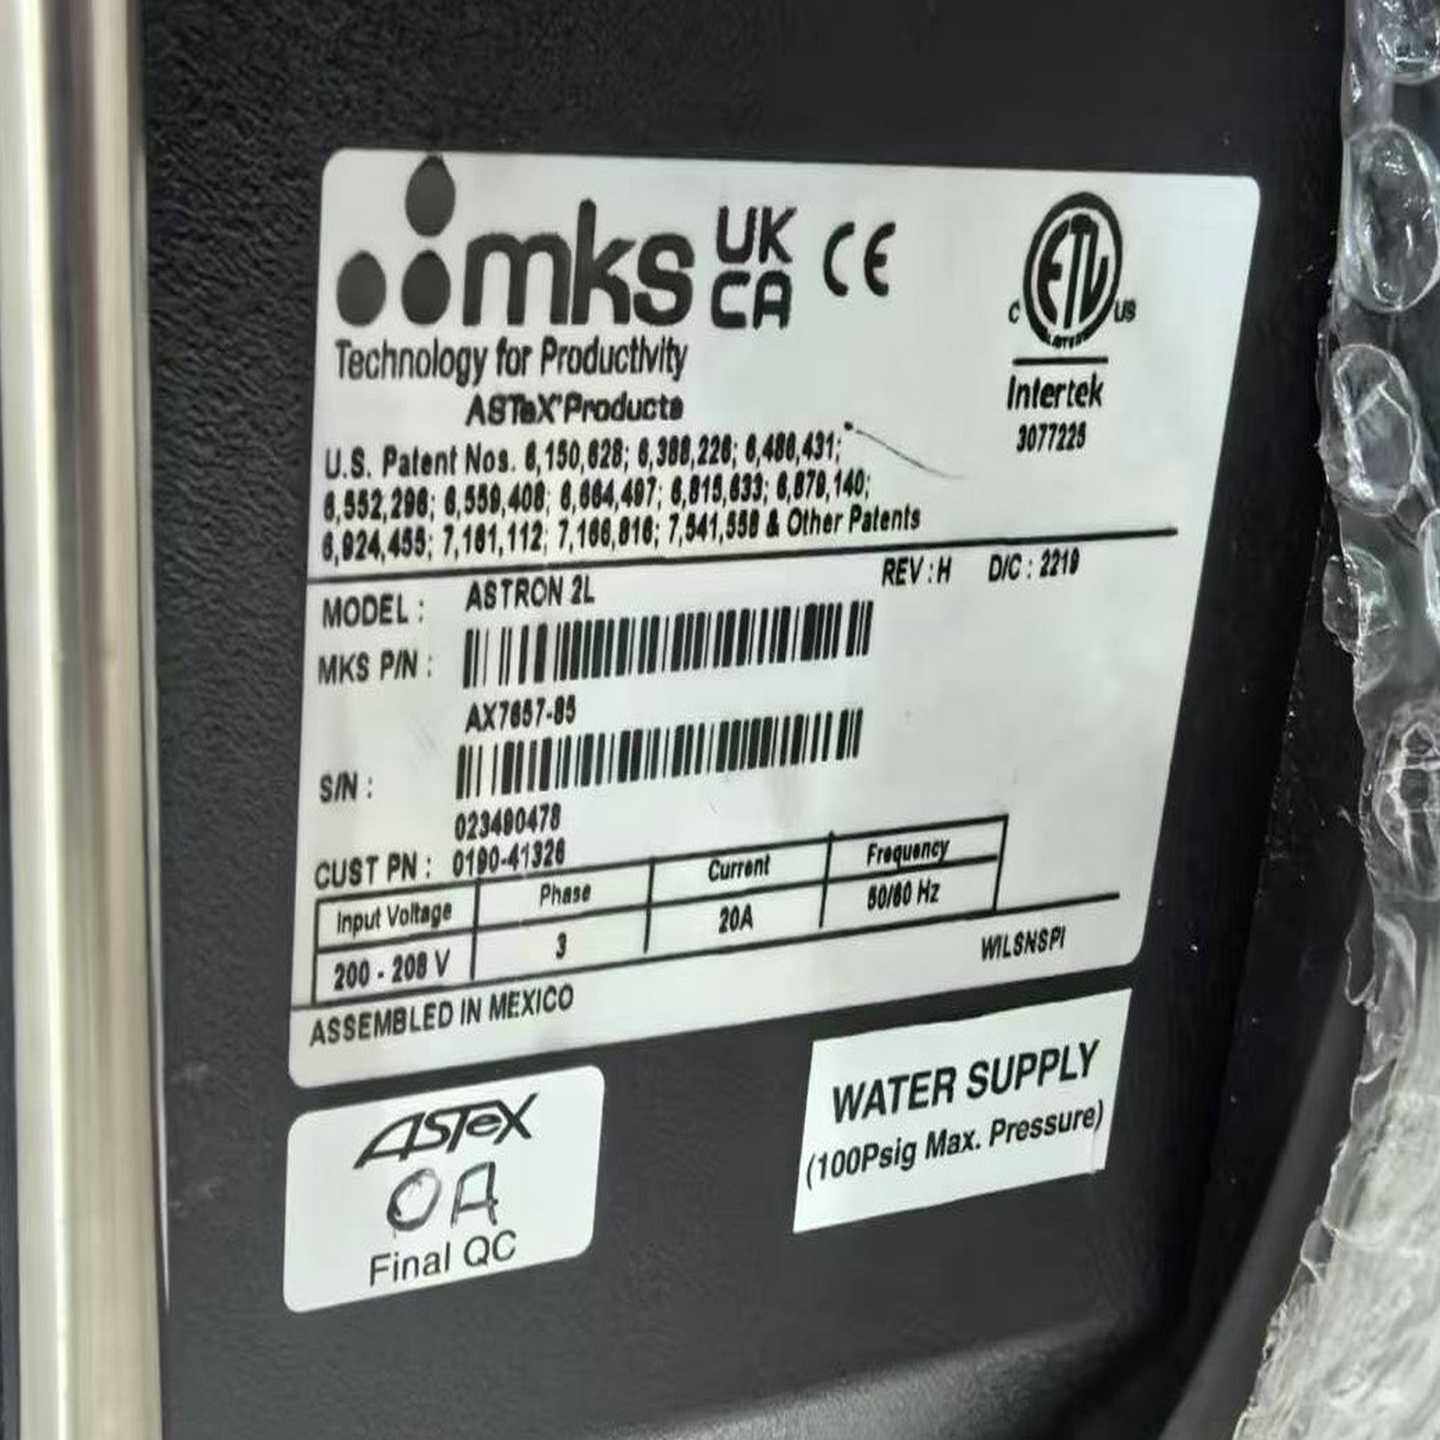 mks UK CA CE
Technology for Productivity
ASTeX® Products
C ETL US
Intertek
3077225
U.S. Patent Nos. 6,150,628; 6,388,226; 6,486,431;
6,552,296; 6,559,408; 6,664,497; 6,815,633; 6,879,140;
6,924,455; 7,161,112; 7,166,816; 7,541,558 & Other Patents
MODEL : ASTRON 2L REV : H D/C : 2219
MKS P/N :
AX7657-85
S/N :
023490478
CUST PN : 0190-41326
Input Voltage Phase Current Frequency
200 - 208 V 3 20A 50/60 Hz
WILSNSPI
ASSEMBLED IN MEXICO
ASTeX
OA
Final QC
WATER SUPPLY
(100Psig Max. Pressure)